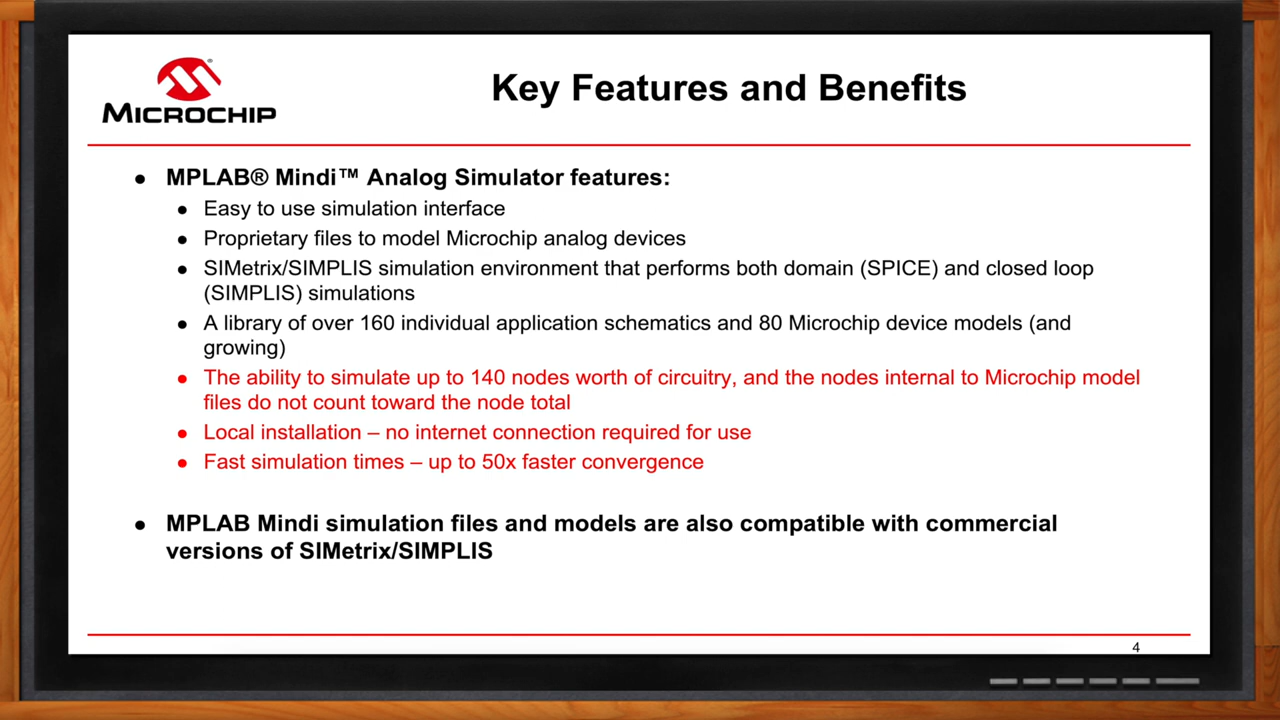 MICROCHIP
Key Features and Benefits
● MPLAB® Mindi™ Analog Simulator features:
● Easy to use simulation interface
● Proprietary files to model Microchip analog devices
● SIMetrix/SIMPLIS simulation environment that performs both domain (SPICE) and closed loop
(SIMPLIS) simulations
● A library of over 160 individual application schematics and 80 Microchip device models (and
growing)
● The ability to simulate up to 140 nodes worth of circuitry, and the nodes internal to Microchip model
files do not count toward the node total
● Local installation – no internet connection required for use
● Fast simulation times – up to 50x faster convergence
● MPLAB Mindi simulation files and models are also compatible with commercial
versions of SIMetrix/SIMPLIS
4